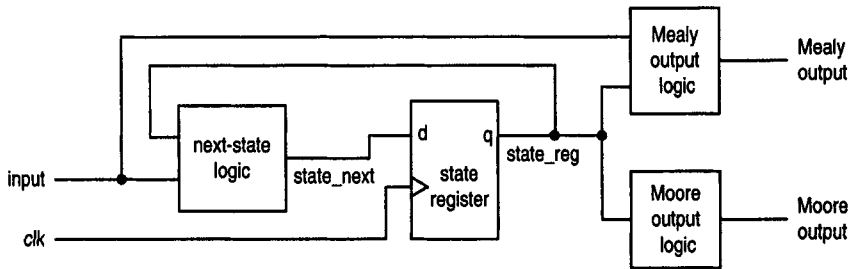 Mealy
output
logic
Mealy
output
next-state
logic
d
q
state
register
state_next
state_reg
input
clk
Moore
output
logic
Moore
output